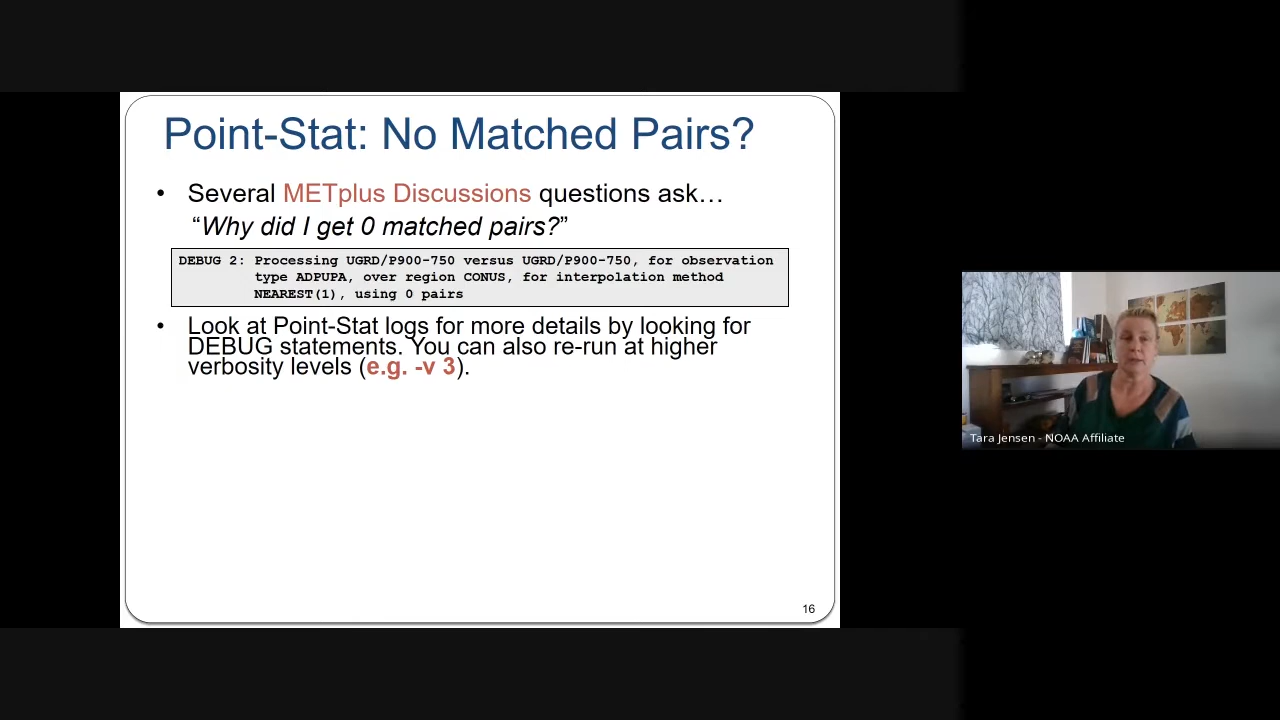 Point-Stat: No Matched Pairs?
• Several METplus Discussions questions ask…
“Why did I get 0 matched pairs?”
DEBUG 2: Processing UGRD/P900-750 versus UGRD/P900-750, for observation
type ADPUPA, over region CONUS, for interpolation method
NEAREST(1), using 0 pairs
• Look at Point-Stat logs for more details by looking for
DEBUG statements. You can also re-run at higher
verbosity levels (e.g. -v 3).
16
Tara Jensen - NOAA Affiliate